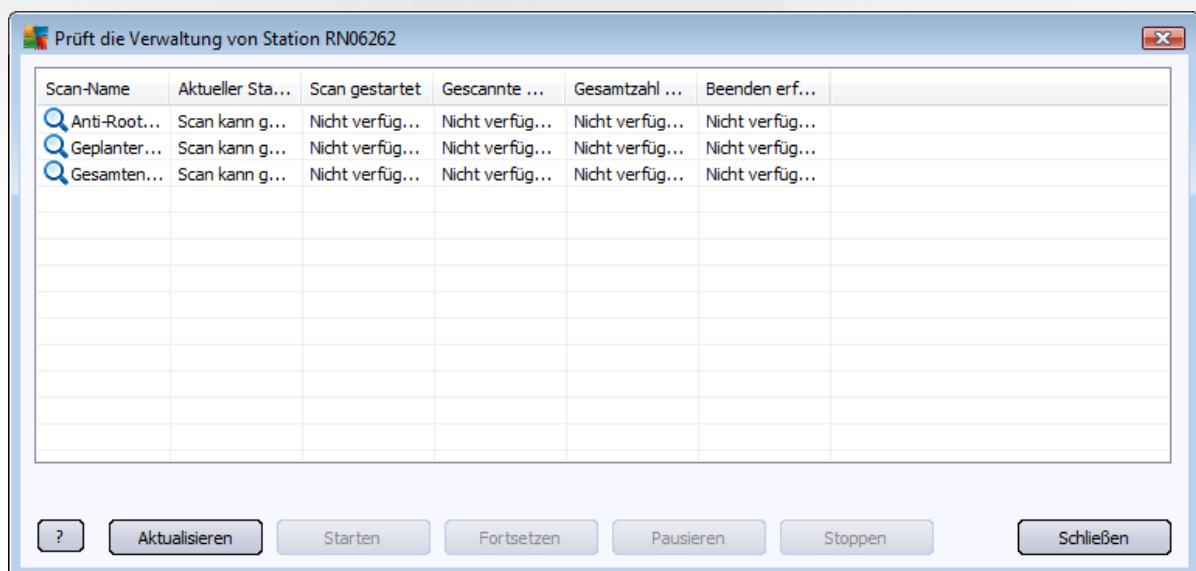 Prüft die Verwaltung von Station RN06262
Scan-Name Aktueller Sta... Scan gestartet Gescannte ... Gesamtzahl ... Beenden erf...
Anti-Root... Scan kann g... Nicht verfüg... Nicht verfüg... Nicht verfüg... Nicht verfüg...
Geplanter... Scan kann g... Nicht verfüg... Nicht verfüg... Nicht verfüg... Nicht verfüg...
Gesamten... Scan kann g... Nicht verfüg... Nicht verfüg... Nicht verfüg... Nicht verfüg...
? Aktualisieren Starten Fortsetzen Pausieren Stoppen Schließen